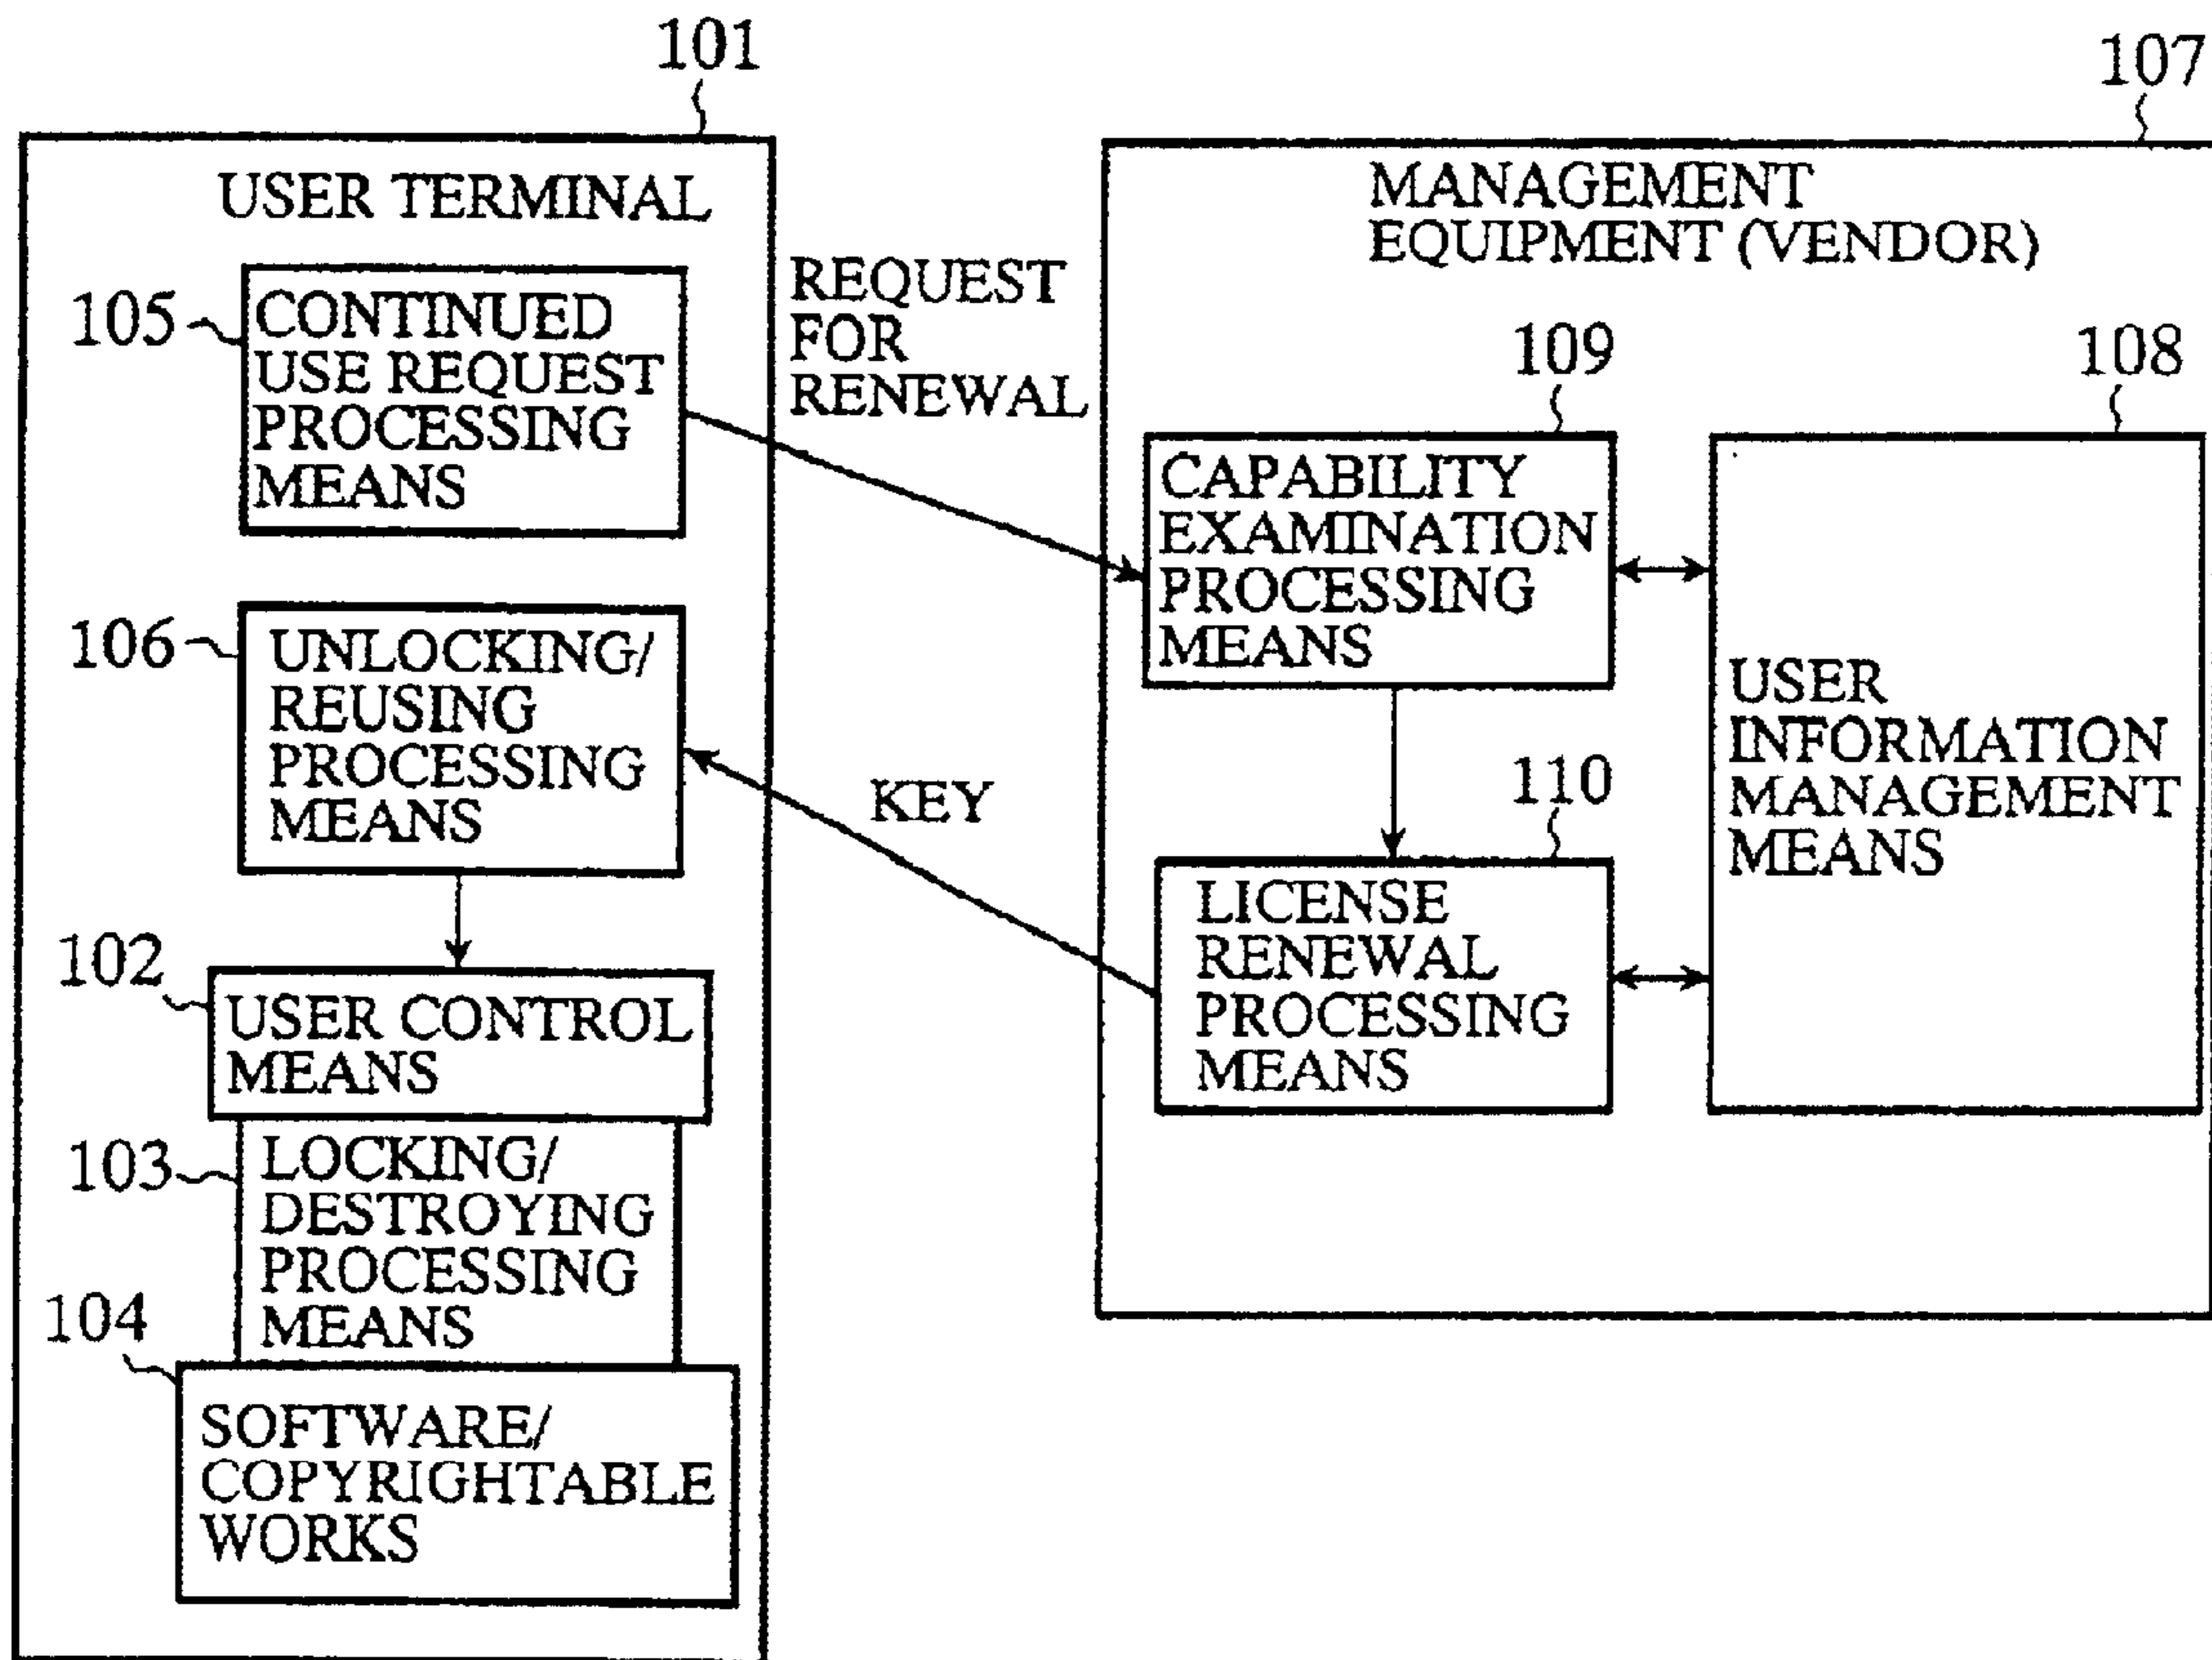 101
107
USER TERMINAL
105
CONTINUED
USE REQUEST
PROCESSING
MEANS
106
UNLOCKING/
REUSING
PROCESSING
MEANS
102
USER CONTROL
MEANS
103
LOCKING/
DESTROYING
PROCESSING
MEANS
104
SOFTWARE/
COPYRIGHTABLE
WORKS
REQUEST
FOR
RENEWAL
KEY
MANAGEMENT
EQUIPMENT (VENDOR)
109
CAPABILITY
EXAMINATION
PROCESSING
MEANS
110
LICENSE
RENEWAL
PROCESSING
MEANS
108
USER
INFORMATION
MANAGEMENT
MEANS